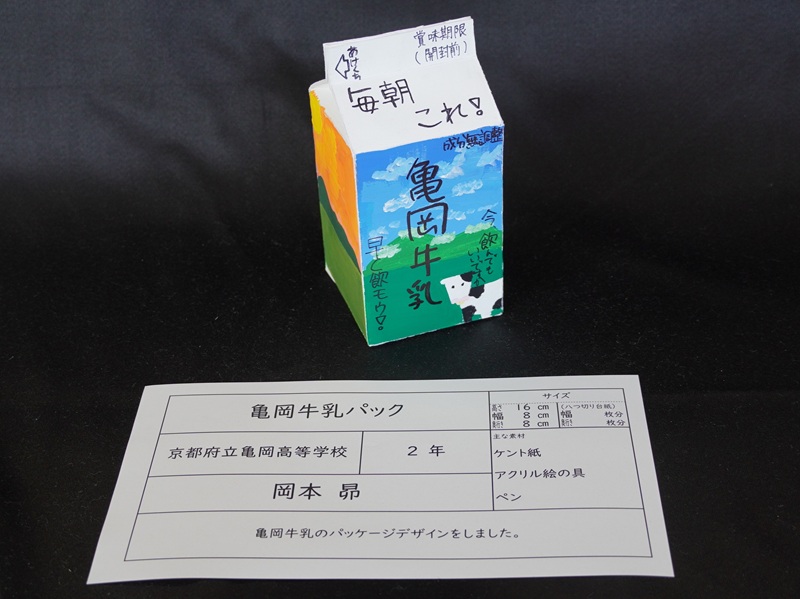 賞味期限
(開封前)
あけぐち
毎朝
これ!
成分無調整
亀岡牛乳
今、飲んでも
いいですか
早く飲モウ!
亀岡牛乳パック
京都府立亀岡高等学校
2年
岡本 昴
亀岡牛乳のパッケージデザインをしました。
サイズ
高さ 16 cm
幅 8 cm
奥行き 8 cm
(八つ切り台紙)
幅 枚分
奥行き 枚分
主な素材
ケント紙
アクリル絵の具
ペン